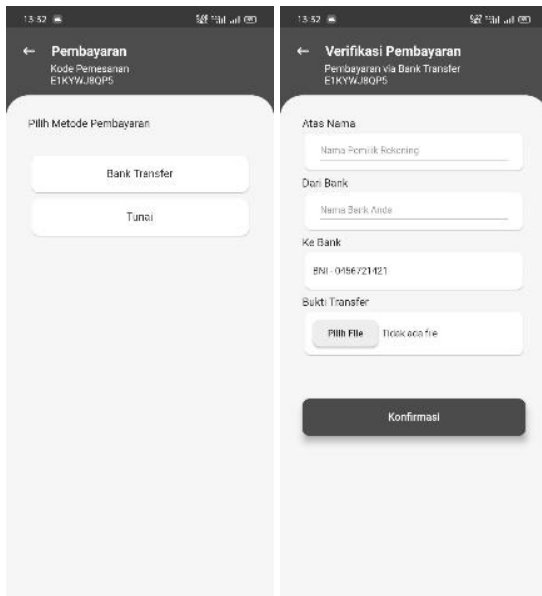 13.52
Pembayaran
Kode Pemesanan
E1KYWJ8QP5
Pilih Metode Pembayaran
Bank Transfer
Tunai
13.52
Verifikasi Pembayaran
Pembayaran via Bank Transfer
E1KYWJ8QP5
Atas Nama
Nama Pemilik Rekening
Dari Bank
Nama Bank Anda
Ke Bank
BNI - 0456721421
Bukti Transfer
Pilih File Tidak ada file
Konfirmasi